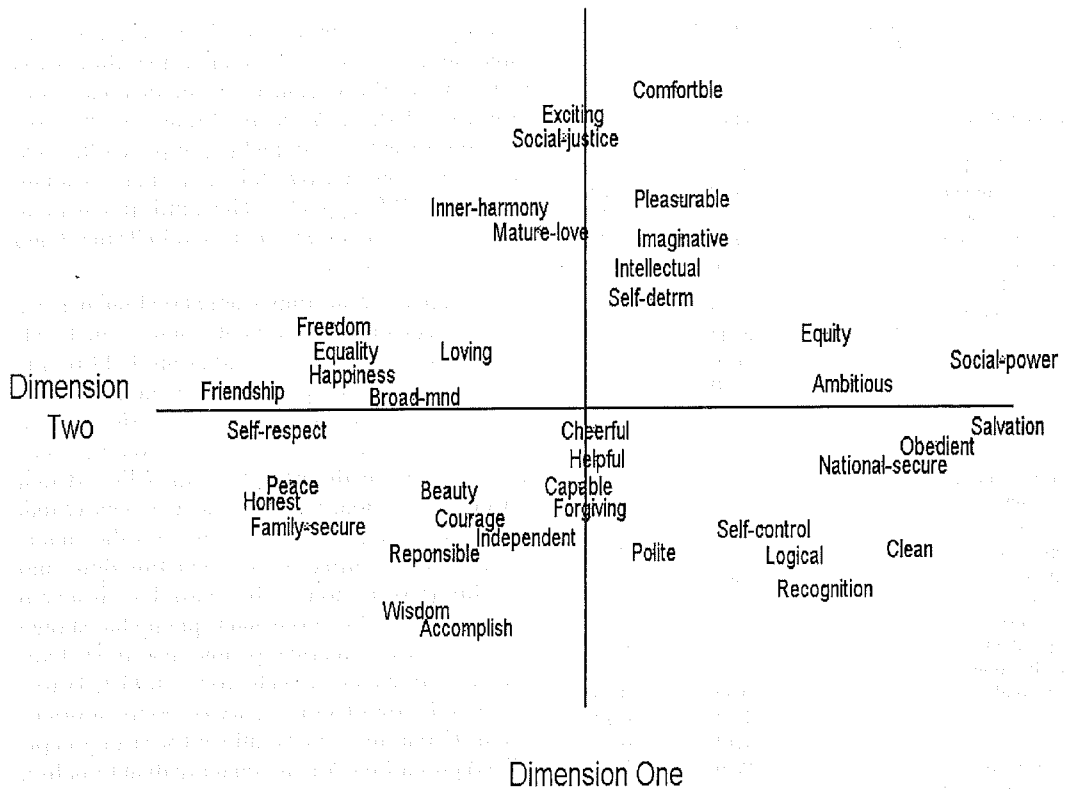 Comfortble
Exciting
Social-justice
Pleasurable
Inner-harmony
Mature-love
Imaginative
Intellectual
Self-detrm
Freedom
Equity
Equality
Loving
Social-power
Happiness
Dimension
Two
Friendship
Broad-mnd
Ambitious
Self-respect
Cheerful
Salvation
Obedient
Helpful
National-secure
Peace
Capable
Beauty
Honest
Forgiving
Courage
Family-secure
Self-control
Independent
Reponsible
Polite
Logical
Clean
Recognition
Wisdom
Accomplish
Dimension One